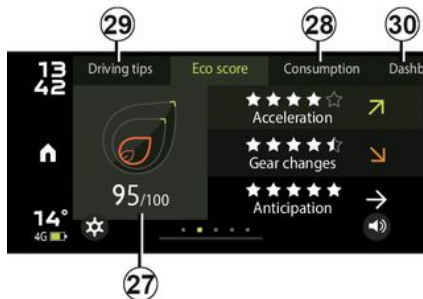 29
28
30
13
42
Driving tips
Eco score
Consumption
Dashb
Acceleration
Gear changes
Anticipation
95/100
14°
4G
27